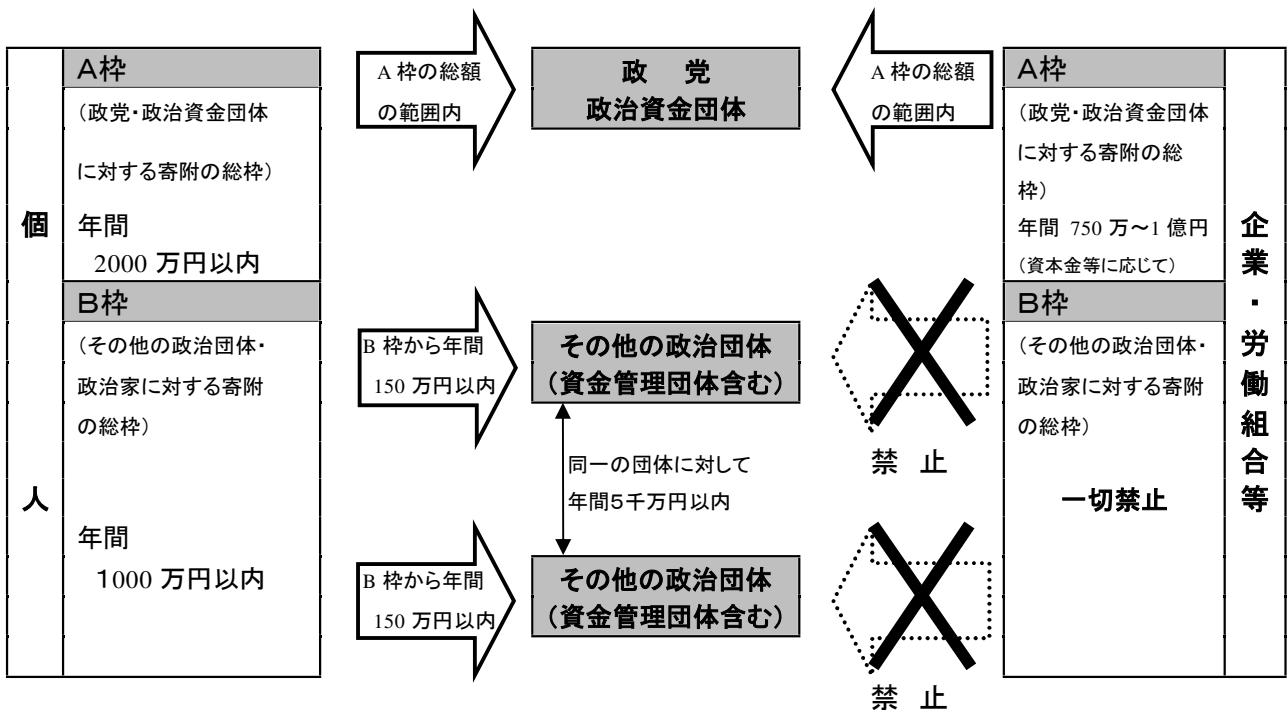 個人
A枠
(政党・政治資金団体
に対する寄附の総枠)
年間
2000 万円以内
B枠
(その他の政治団体・
政治家に対する寄附
の総枠)
年間
1000 万円以内
A 枠の総額
の範囲内
B 枠から年間
150 万円以内
B 枠から年間
150 万円以内
政 党
政治資金団体
その他の政治団体
(資金管理団体含む)
同一の団体に対して
年間5千万円以内
その他の政治団体
(資金管理団体含む)
A 枠の総額
の範囲内
禁 止
禁 止
A枠
(政党・政治資金団体
に対する寄附の総
枠)
年間 750 万~1 億円
(資本金等に応じて)
B枠
(その他の政治団体・
政治家に対する寄附
の総枠)
一切禁止
企業・労働組合等